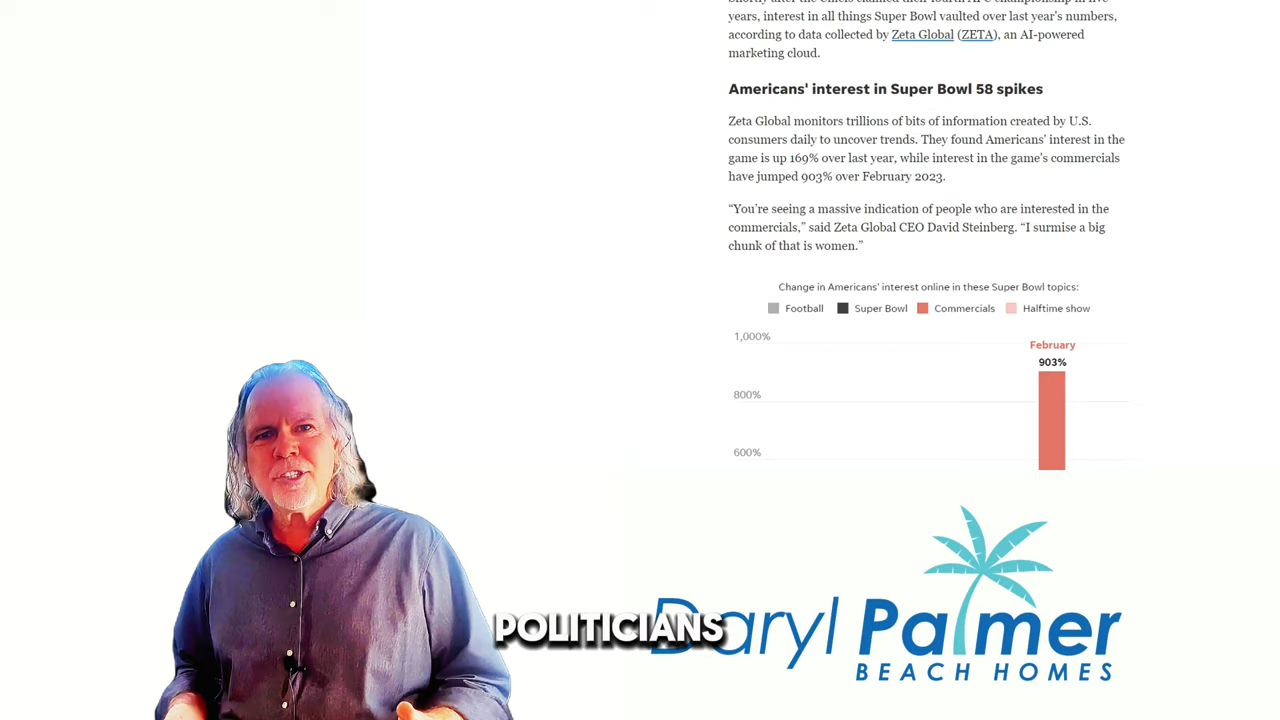 years, interest in all things Super Bowl vaulted over last year's numbers,
according to data collected by Zeta Global (ZETA), an AI-powered
marketing cloud.
Americans' interest in Super Bowl 58 spikes
Zeta Global monitors trillions of bits of information created by U.S.
consumers daily to uncover trends. They found Americans' interest in the
game is up 169% over last year, while interest in the game's commercials
have jumped 903% over February 2023.
“You're seeing a massive indication of people who are interested in the
commercials,” said Zeta Global CEO David Steinberg. “I surmise a big
chunk of that is women.”
Change in Americans' interest online in these Super Bowl topics:
Football Super Bowl Commercials Halftime show
1,000%
February
903%
800%
600%
POLITICIANS
Daryl Palmer
BEACH HOMES